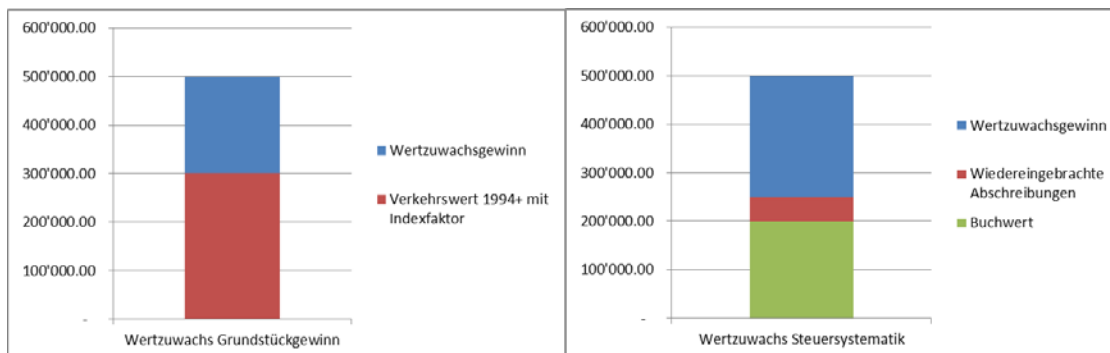 600'000.00
500'000.00
400'000.00
300'000.00
200'000.00
100'000.00
-
Wertzuwachs Grundstückgewinn
Wertzuwachsgewinn
Verkehrswert 1994+ mit
Indexfaktor
600'000.00
500'000.00
400'000.00
300'000.00
200'000.00
100'000.00
-
Wertzuwachs Steuersystematik
Wertzuwachsgewinn
Wiedereingebrachte
Abschreibungen
Buchwert